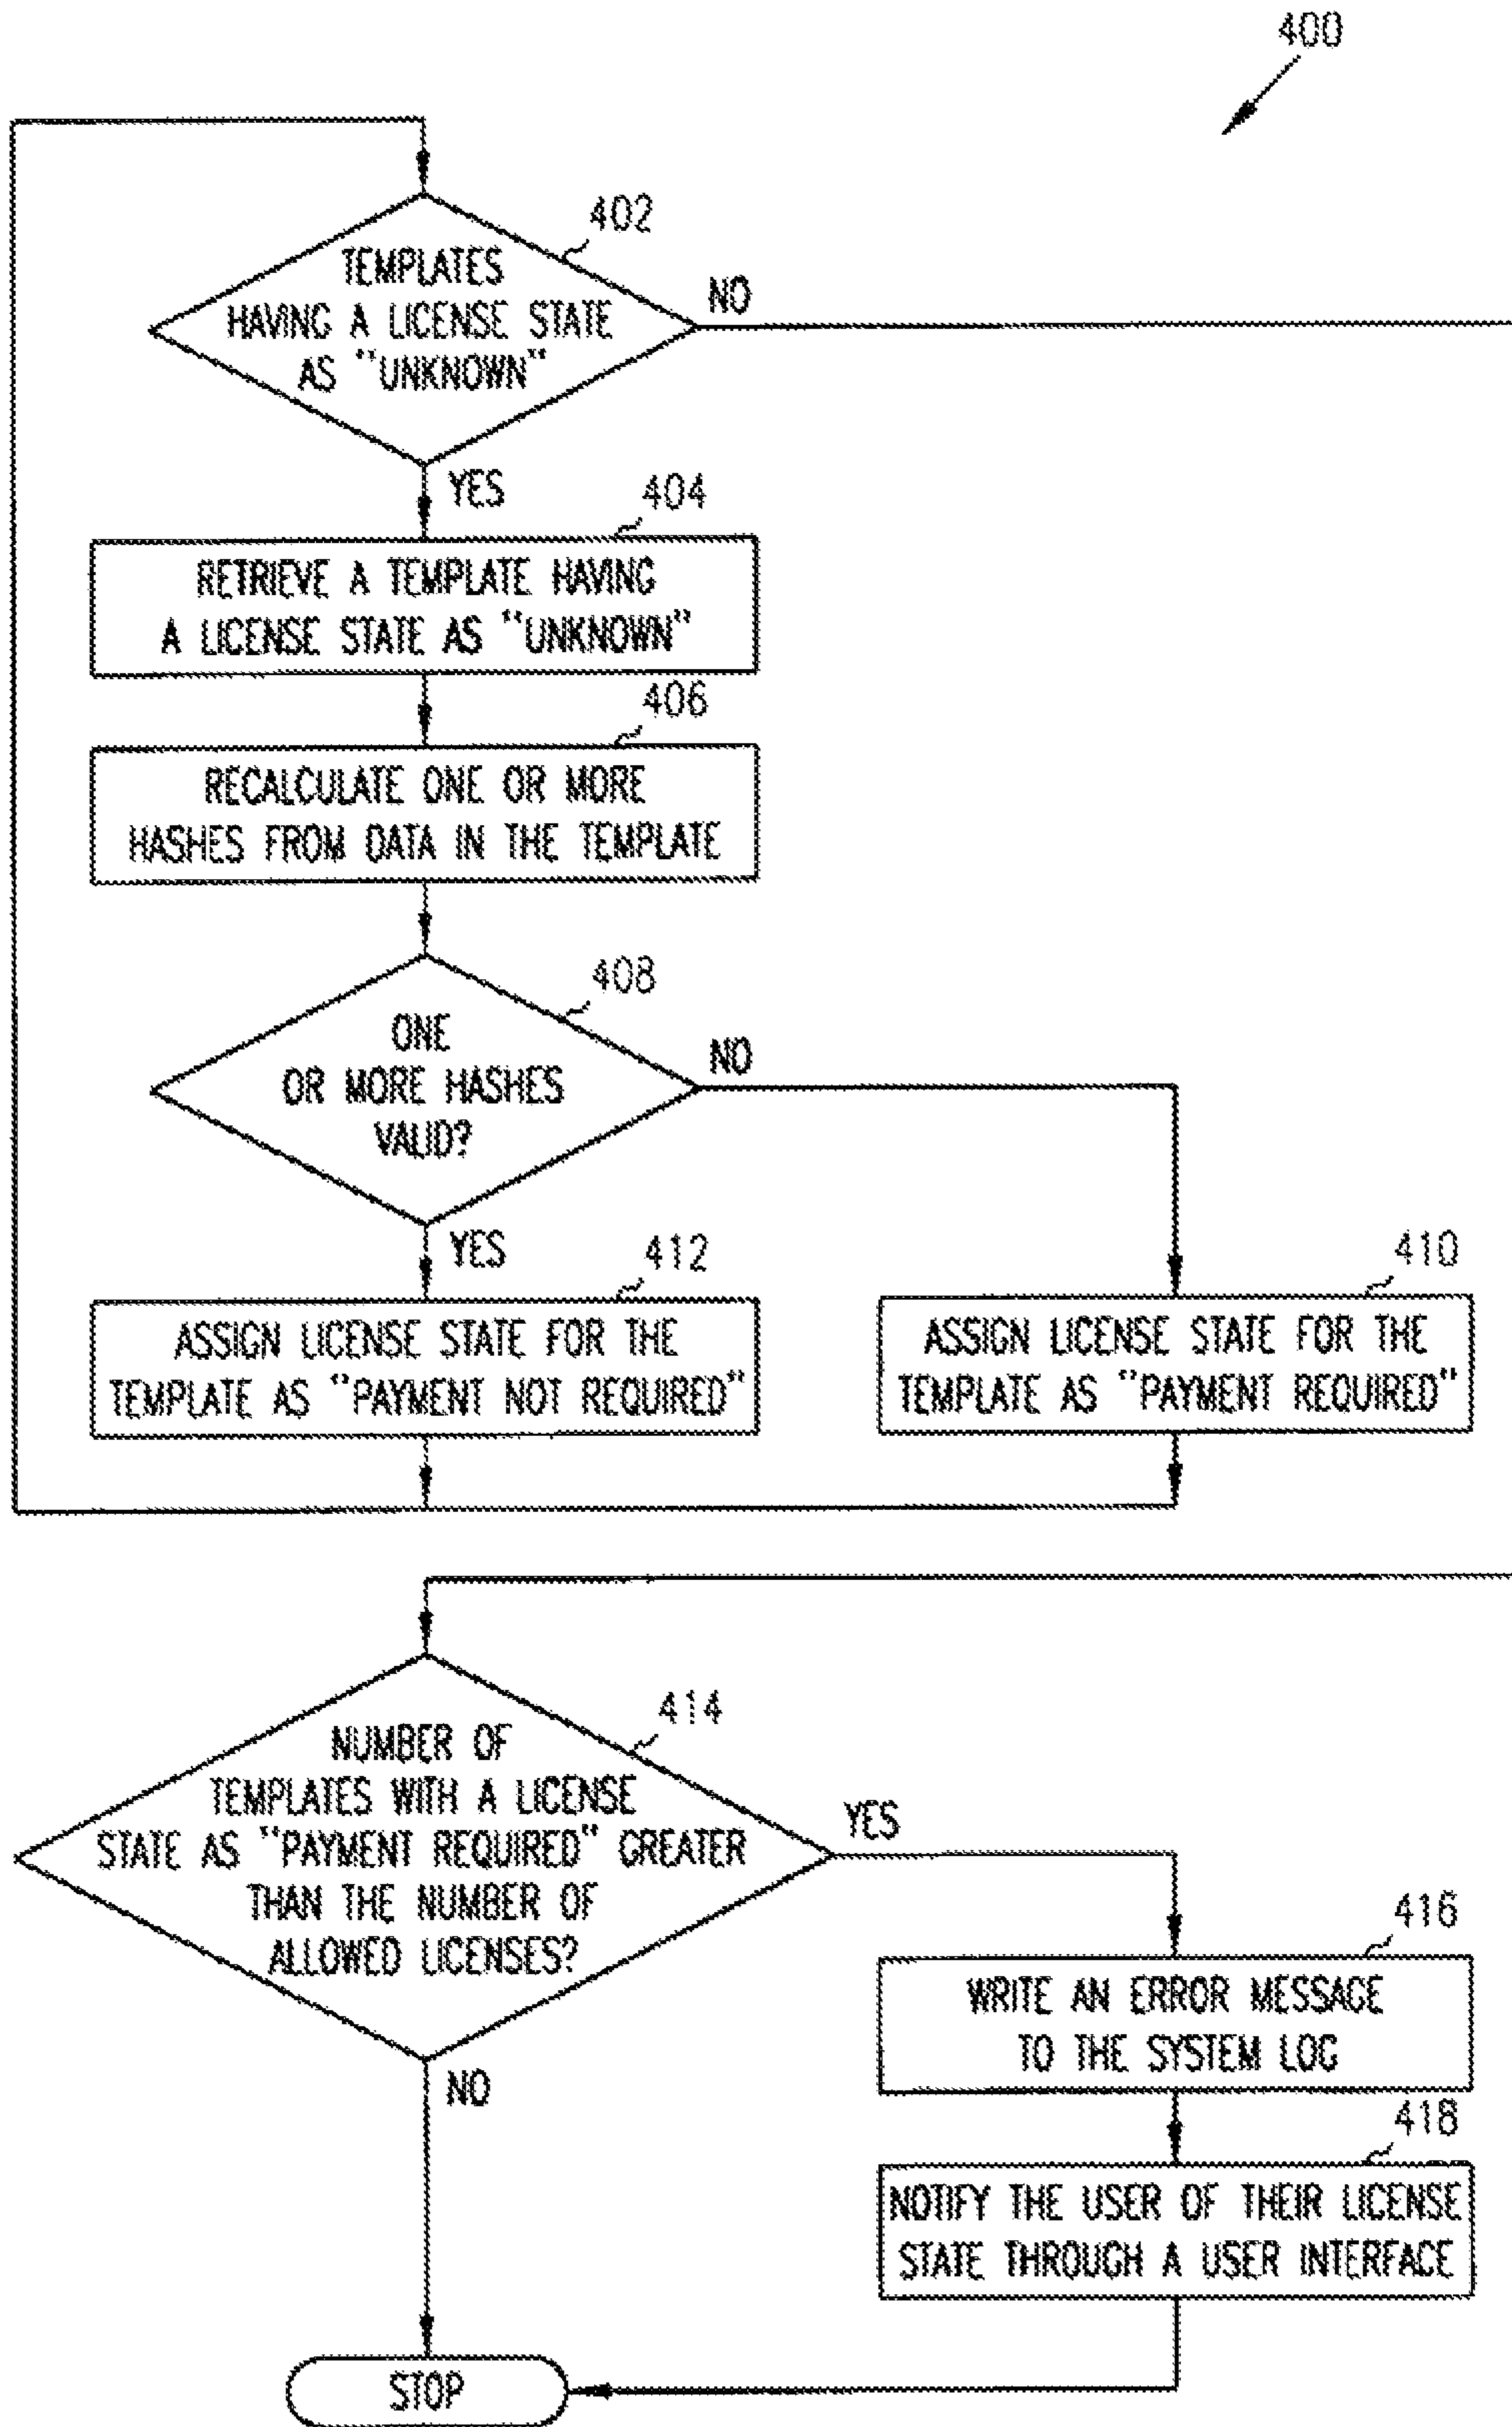 400
402
TEMPLATES
HAVING A LICENSE STATE
AS "UNKNOWN"
NO
YES
404
RETRIEVE A TEMPLATE HAVING
A LICENSE STATE AS "UNKNOWN"
406
RECALCULATE ONE OR MORE
HASHES FROM DATA IN THE TEMPLATE
408
ONE
OR MORE HASHES
VALID?
NO
YES
412
ASSIGN LICENSE STATE FOR THE
TEMPLATE AS "PAYMENT NOT REQUIRED"
410
ASSIGN LICENSE STATE FOR THE
TEMPLATE AS "PAYMENT REQUIRED"
414
NUMBER OF
TEMPLATES WITH A LICENSE
STATE AS "PAYMENT REQUIRED" GREATER
THAN THE NUMBER OF
ALLOWED LICENSES?
YES
NO
416
WRITE AN ERROR MESSAGE
TO THE SYSTEM LOG
418
NOTIFY THE USER OF THEIR LICENSE
STATE THROUGH A USER INTERFACE
STOP